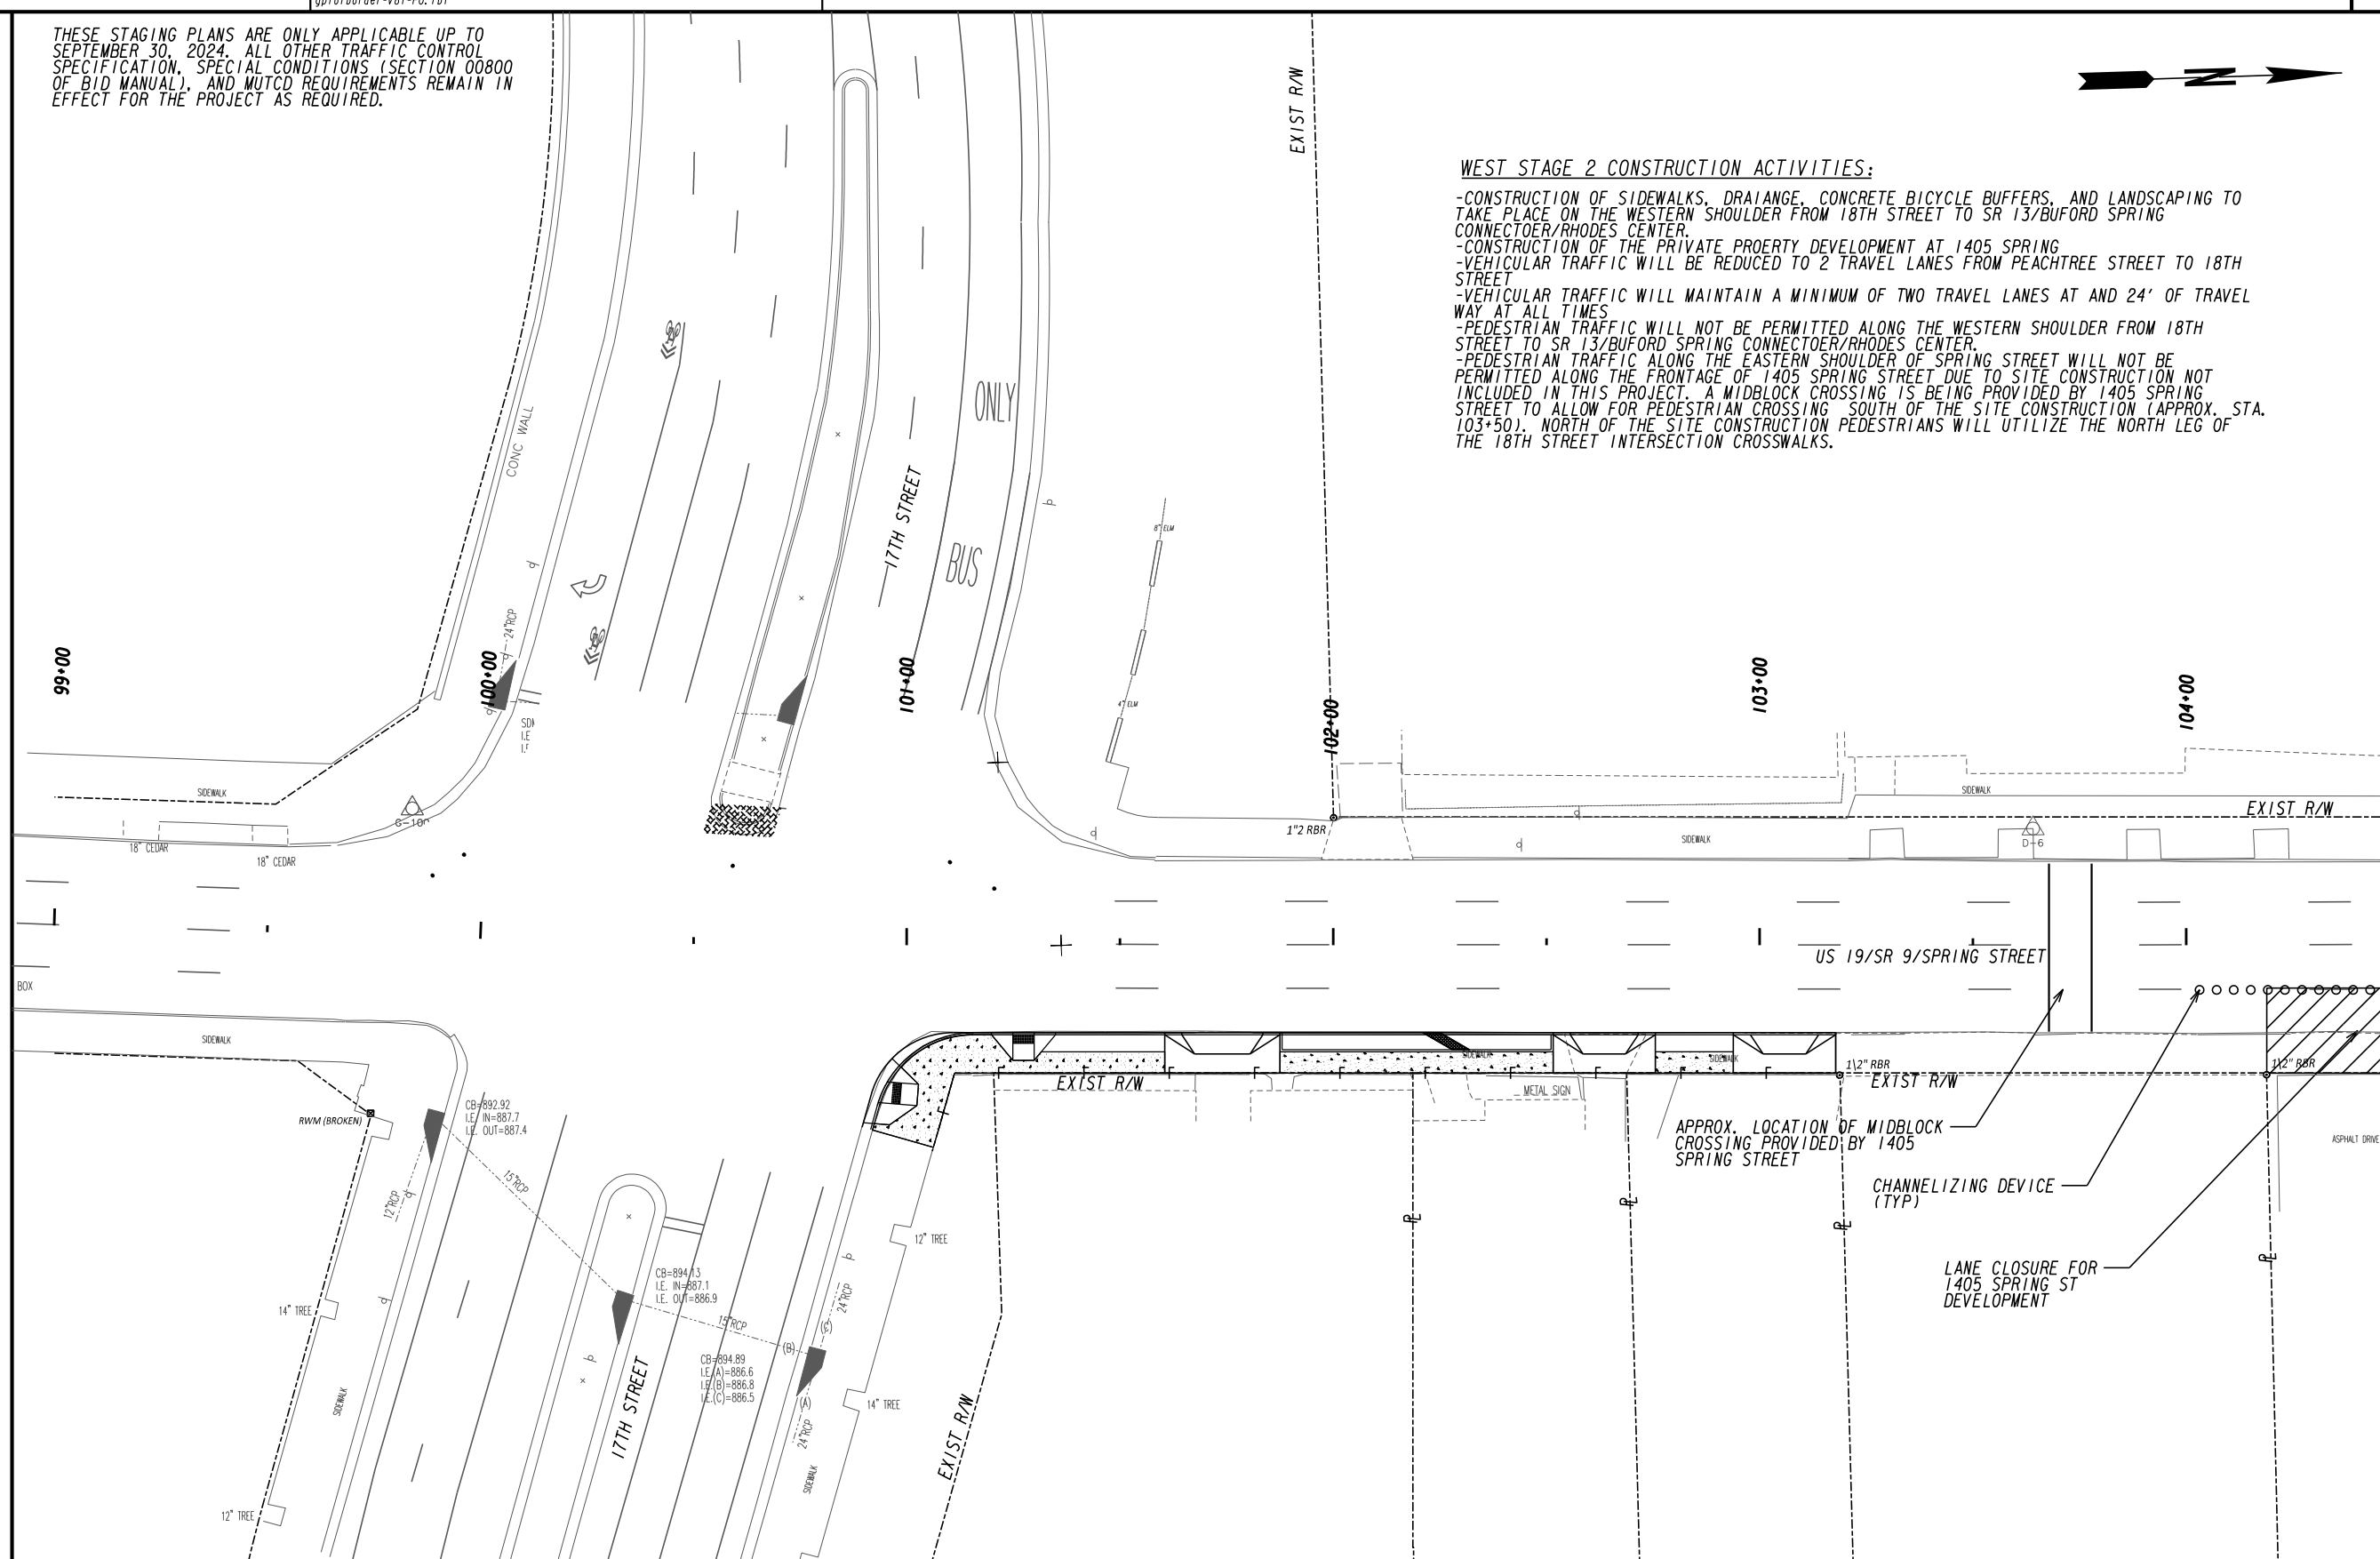 THESE STAGING PLANS ARE ONLY APPLICABLE UP TO
SEPTEMBER 30, 2024. ALL OTHER TRAFFIC CONTROL
SPECIFICATION, SPECIAL CONDITIONS (SECTION 00800
OF BID MANUAL), AND MUTCD REQUIREMENTS REMAIN IN
EFFECT FOR THE PROJECT AS REQUIRED.
EXIST R/W
N
WEST STAGE 2 CONSTRUCTION ACTIVITIES:
-CONSTRUCTION OF SIDEWALKS, DRAIANGE, CONCRETE BICYCLE BUFFERS, AND LANDSCAPING TO
TAKE PLACE ON THE WESTERN SHOULDER FROM 18TH STREET TO SR 13/BUFORD SPRING
CONNECTOER/RHODES CENTER.
-CONSTRUCTION OF THE PRIVATE PROERTY DEVELOPMENT AT 1405 SPRING
-VEHICULAR TRAFFIC WILL BE REDUCED TO 2 TRAVEL LANES FROM PEACHTREE STREET TO 18TH
STREET
-VEHICULAR TRAFFIC WILL MAINTAIN A MINIMUM OF TWO TRAVEL LANES AT AND 24' OF TRAVEL
WAY AT ALL TIMES
-PEDESTRIAN TRAFFIC WILL NOT BE PERMITTED ALONG THE WESTERN SHOULDER FROM 18TH
STREET TO SR 13/BUFORD SPRING CONNECTOER/RHODES CENTER.
-PEDESTRIAN TRAFFIC ALONG THE EASTERN SHOULDER OF SPRING STREET WILL NOT BE
PERMITTED ALONG THE FRONTAGE OF 1405 SPRING STREET DUE TO SITE CONSTRUCTION NOT
INCLUDED IN THIS PROJECT. A MIDBLOCK CROSSING IS BEING PROVIDED BY 1405 SPRING
STREET TO ALLOW FOR PEDESTRIAN CROSSING SOUTH OF THE SITE CONSTRUCTION (APPROX. STA.
103+50). NORTH OF THE SITE CONSTRUCTION PEDESTRIANS WILL UTILIZE THE NORTH LEG OF
THE 18TH STREET INTERSECTION CROSSWALKS.
CONC WALL
ONLY
17TH STREET
BUS
8" ELM
24"RCP
99+00
100+00
101+00
102+00
103+00
104+00
4" ELM
SIDEWALK
SIDEWALK
EXIST R/W
18" CEDAR
18" CEDAR
1"2 RBR
SIDEWALK
D-6
US 19/SR 9/SPRING STREET
BOX
SIDEWALK
SIDEWALK
SIDEWALK
EXIST R/W
METAL SIGN
1\2" RBR
EXIST R/W
1\2" RBR
RWM (BROKEN)
CB=892.92
I.E. IN=887.7
I.E. OUT=887.4
15"RCP
12"RCP
APPROX. LOCATION OF MIDBLOCK
CROSSING PROVIDED BY 1405
SPRING STREET
ASPHALT DRIVE
CHANNELIZING DEVICE
(TYP)
12" TREE
LANE CLOSURE FOR
1405 SPRING ST
DEVELOPMENT
14" TREE
CB=894.13
I.E. IN=887.1
I.E. OUT=886.9
24"RCP
15"RCP
(C)
(B)
CB=894.89
I.E.(A)=886.6
I.E.(B)=886.8
I.E.(C)=886.5
(A)
14" TREE
24"RCP
17TH STREET
SIDEWALK
EXIST R/W
SIDEWALK
12" TREE